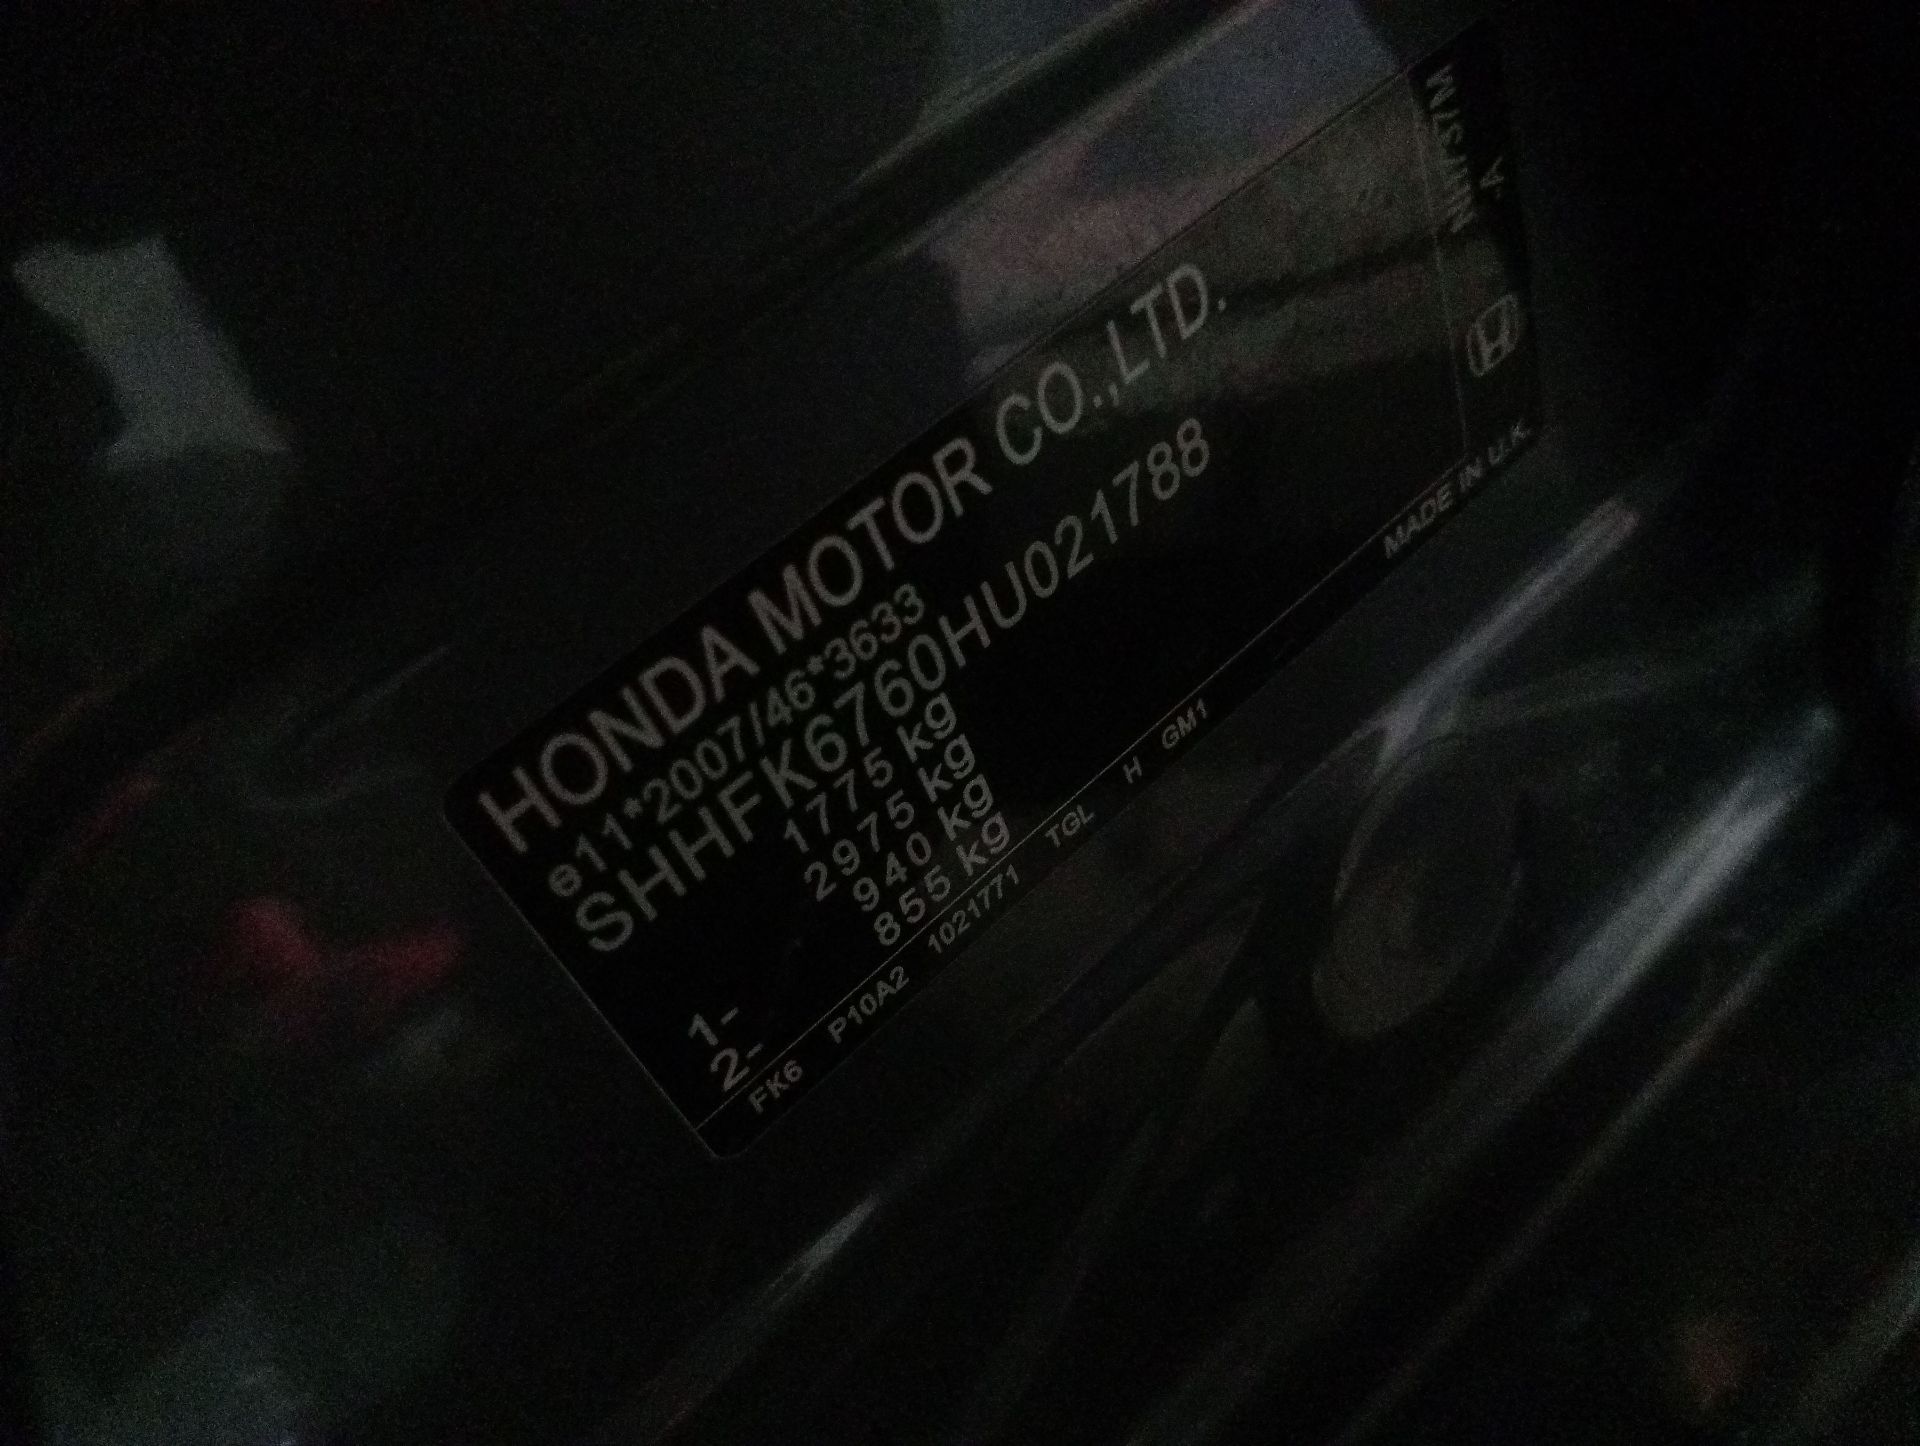 HONDA MOTOR CO.,LTD.
e11*2007/46*3633
SHHFK6760HU021788
1775 kg
2975 kg
1- 940 kg
2- 855 kg
FK6 P10A2 1021771 TGL H GM1 MADE IN U.K.
A